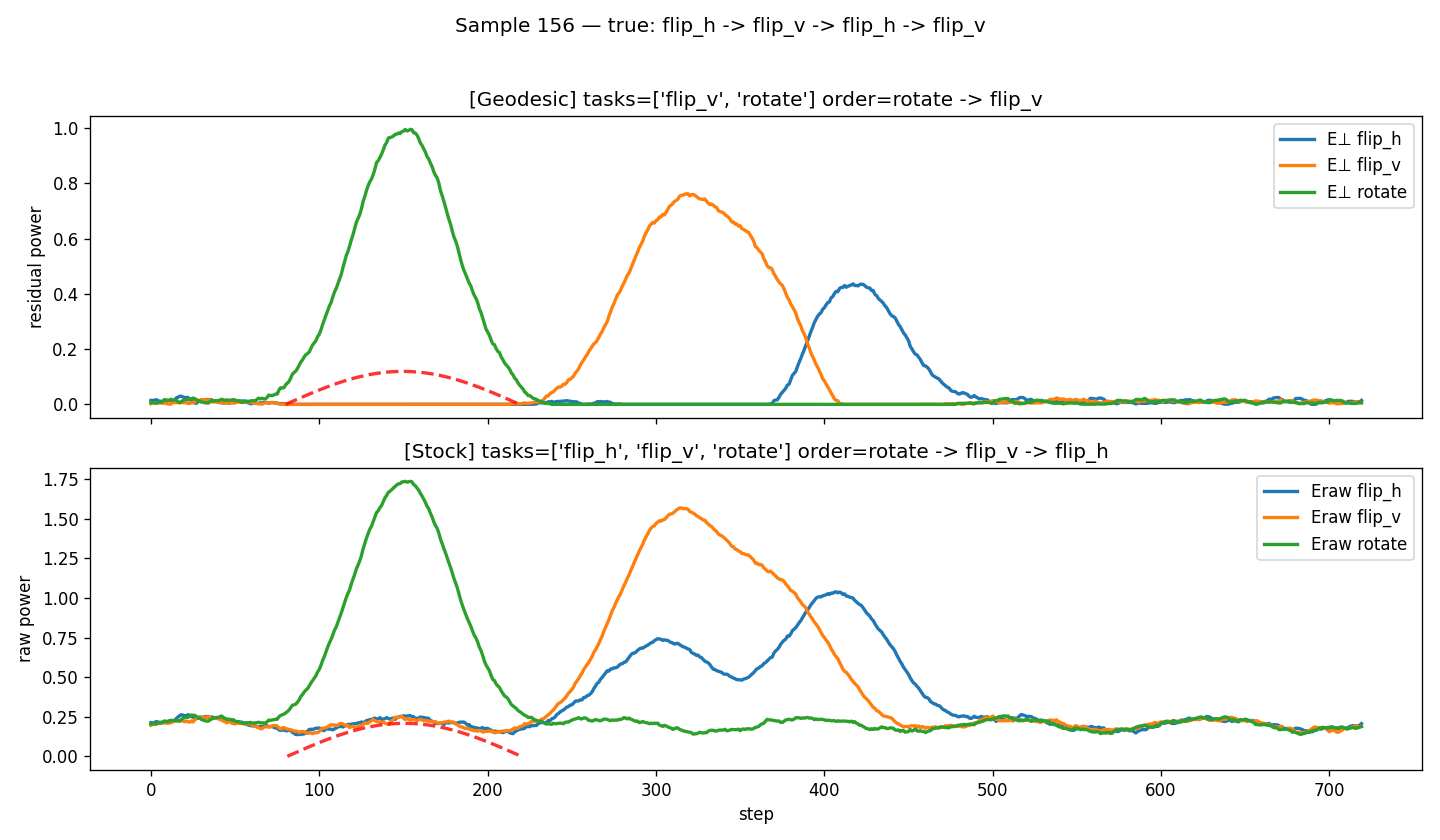 Sample 156 — true: flip_h -> flip_v -> flip_h -> flip_v
[Geodesic] tasks=['flip_v', 'rotate'] order=rotate -> flip_v
residual power
1.0
0.8
0.6
0.4
0.2
0.0
E⊥ flip_h
E⊥ flip_v
E⊥ rotate
[Stock] tasks=['flip_h', 'flip_v', 'rotate'] order=rotate -> flip_v -> flip_h
raw power
1.75
1.50
1.25
1.00
0.75
0.50
0.25
0.00
Eraw flip_h
Eraw flip_v
Eraw rotate
0 100 200 300 400 500 600 700
step